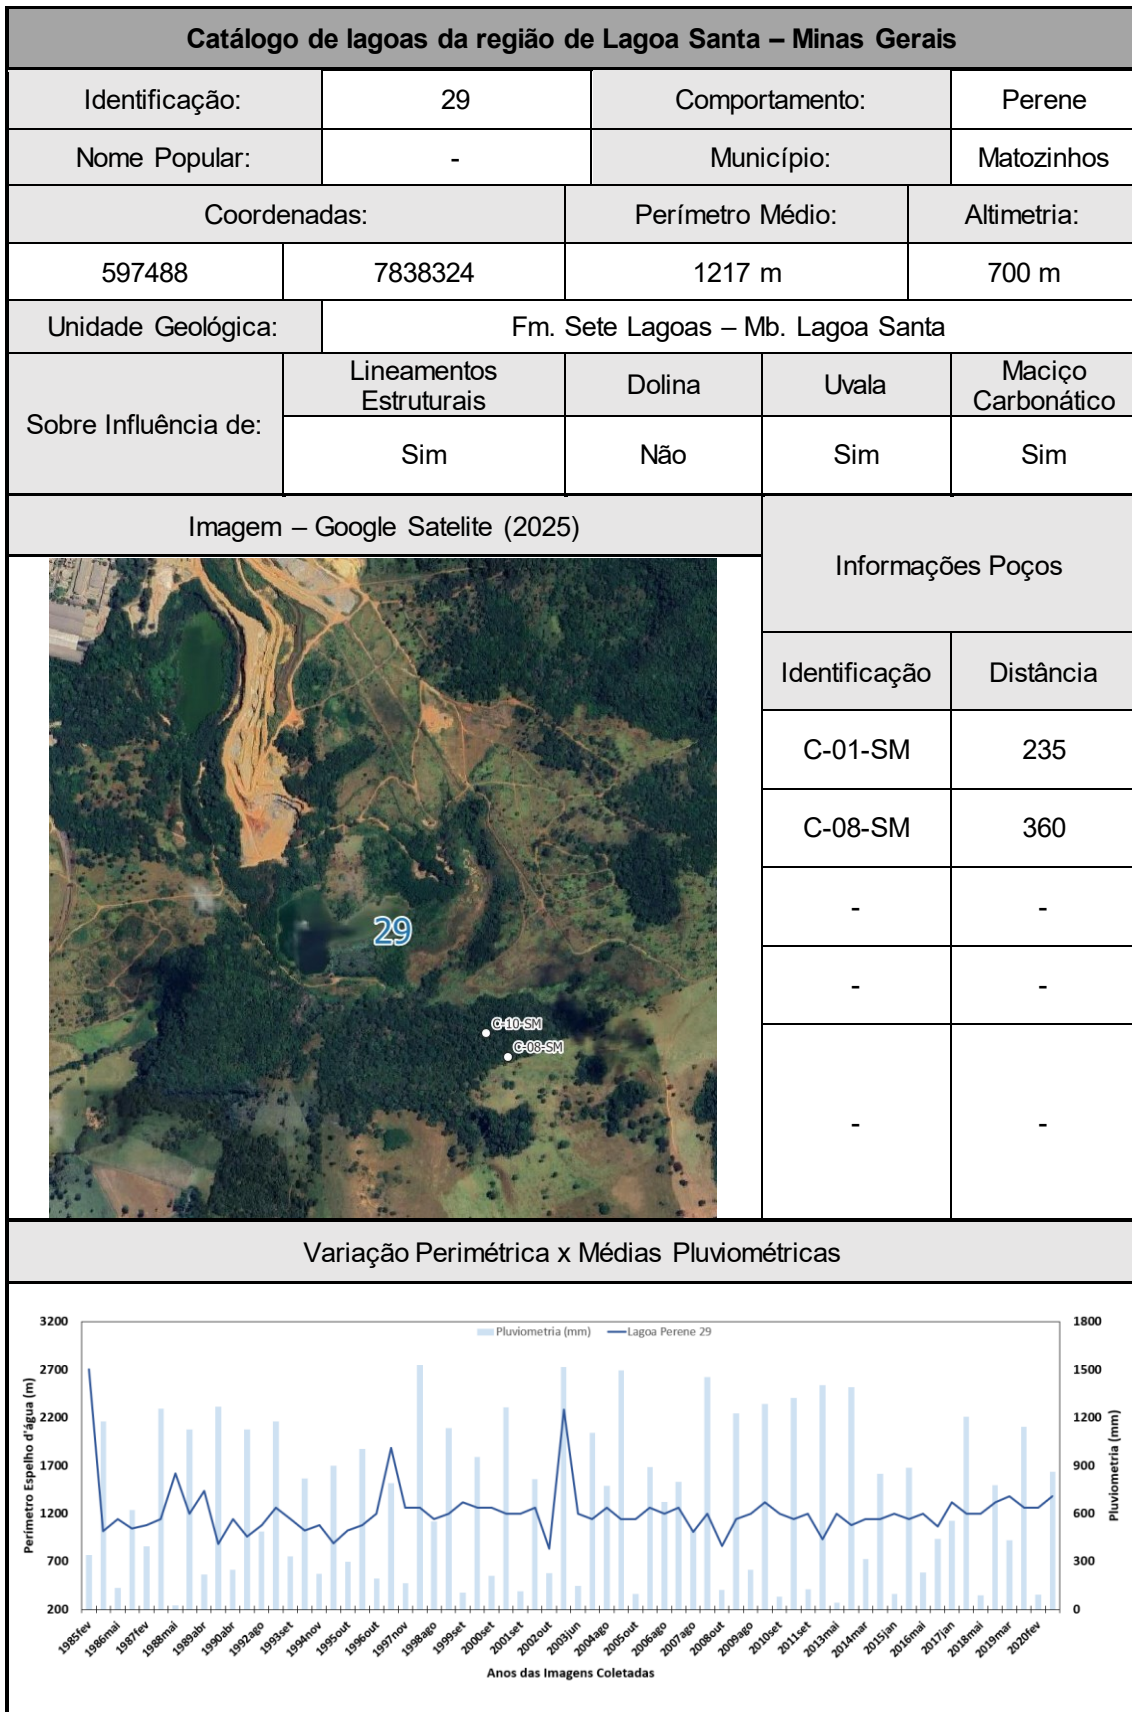 Catálogo de lagoas da região de Lagoa Santa – Minas Gerais
Identificação: 29 Comportamento: Perene
Nome Popular: - Município: Matozinhos
Coordenadas: Perímetro Médio: Altimetria:
597488 7838324 1217 m 700 m
Unidade Geológica: Fm. Sete Lagoas – Mb. Lagoa Santa
Sobre Influência de:
Lineamentos Estruturais Dolina Uvala Maciço Carbonático
Sim Não Sim Sim
Imagem – Google Satelite (2025)
29
C-10-SM
C-08-SM
Informações Poços
Identificação Distância
C-01-SM 235
C-08-SM 360
- -
- -
- -
Variação Perimétrica x Médias Pluviométricas
Pluviometria (mm) Lagoa Perene 29
Perímetro Espelho d'água (m)
3200
2700
2200
1700
1200
700
200
1800
1500
1200
900
600
300
0
Pluviometria (mm)
1985fev 1986mai 1987fev 1988mai 1989abr 1990abr 1992ago 1993set 1994nov 1995out 1996out 1997nov 1998ago 1999set 2000set 2001set 2002out 2003jun 2004ago 2005out 2006ago 2007ago 2008out 2009ago 2010set 2011set 2013mai 2014mar 2015jan 2016mai 2017jan 2018mai 2019mar 2020fev
Anos das Imagens Coletadas